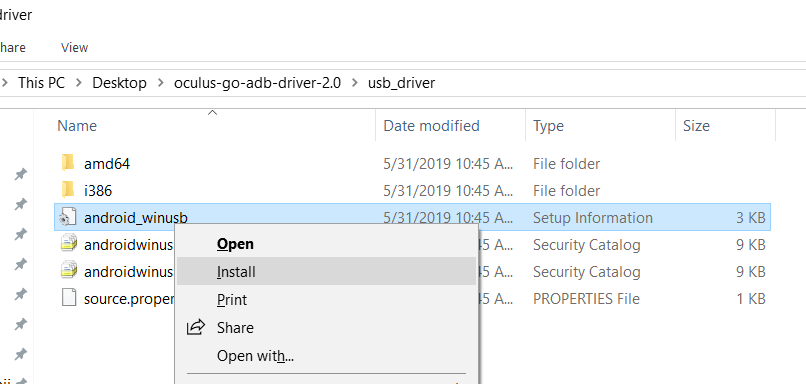 driver
hare View
This PC > Desktop > oculus-go-adb-driver-2.0 > usb_driver
Name Date modified Type Size
amd64 5/31/2019 10:45 A... File folder
i386 5/31/2019 10:45 A... File folder
android_winusb 5/31/2019 10:45 A... Setup Information 3 KB
androidwinus 45 A... Security Catalog 9 KB
androidwinus 45 A... Security Catalog 9 KB
source.proper 45 A... PROPERTIES File 1 KB
Open
Install
Print
Share
Open with...